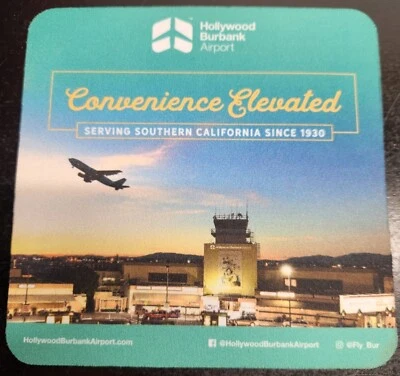 Hollywood
Burbank
Airport
Convenience Elevated
SERVING SOUTHERN CALIFORNIA SINCE 1930
HollywoodBurbankAirport.com
@HollywoodBurbankAirport
@Fly_Bur